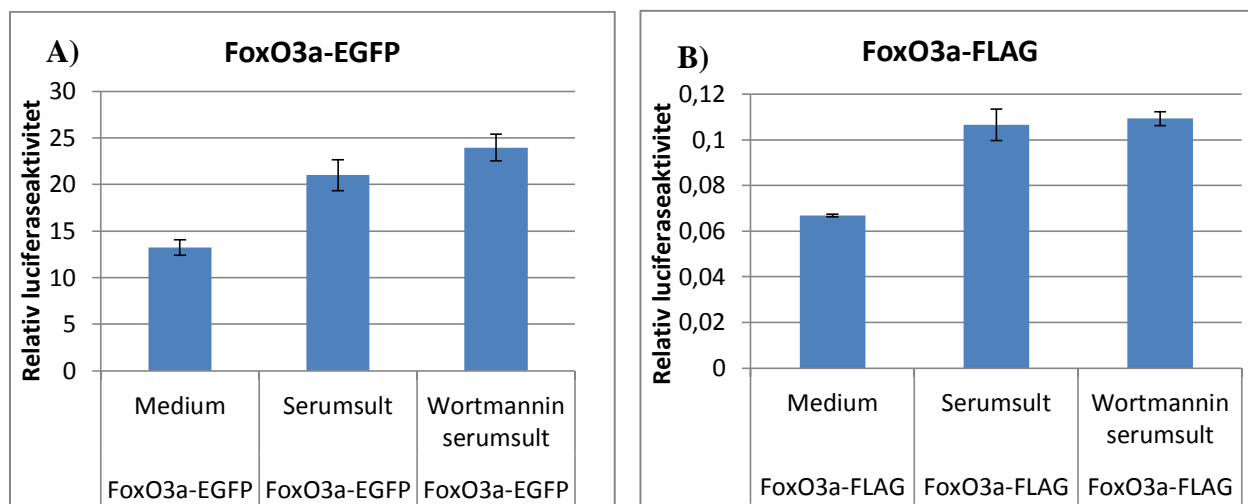 A)
FoxO3a-EGFP
Relativ luciferaseaktivitet
30
25
20
15
10
5
0
Medium
Serumsult
Wortmannin
serumsult
FoxO3a-EGFP
FoxO3a-EGFP
FoxO3a-EGFP
B)
FoxO3a-FLAG
Relativ luciferaseaktivitet
0,12
0,1
0,08
0,06
0,04
0,02
0
Medium
Serumsult
Wortmannin
serumsult
FoxO3a-FLAG
FoxO3a-FLAG
FoxO3a-FLAG